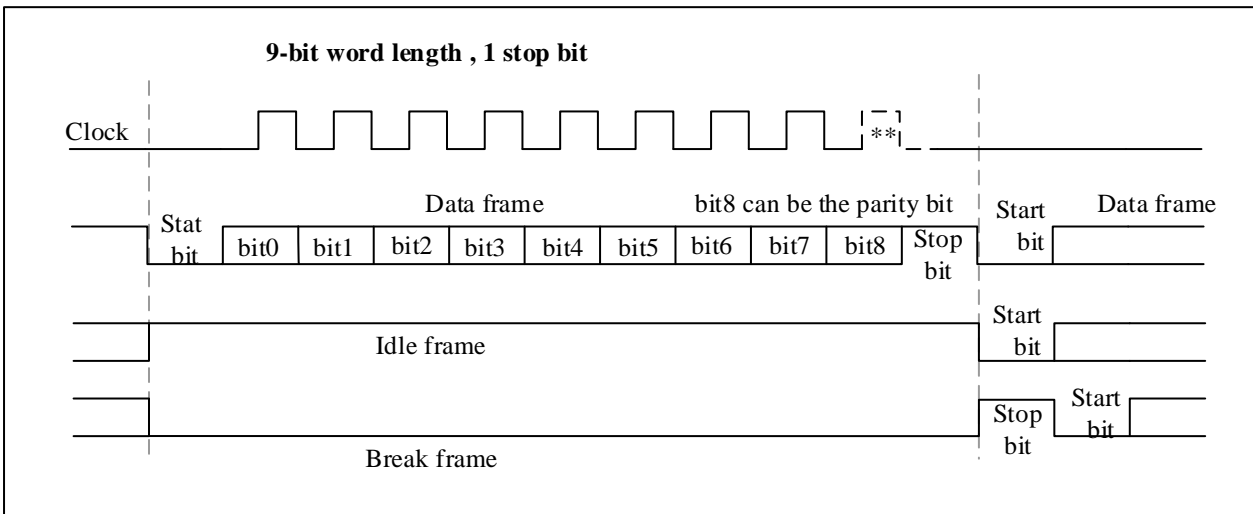 9-bit word length , 1 stop bit
Clock
**
Data frame
bit8 can be the parity bit
Stat
bit
Start
bit
Data frame
bit0
bit1
bit2
bit3
bit4
bit5
bit6
bit7
bit8
Stop
bit
Idle frame
Start
bit
Break frame
Stop
bit
Start
bit